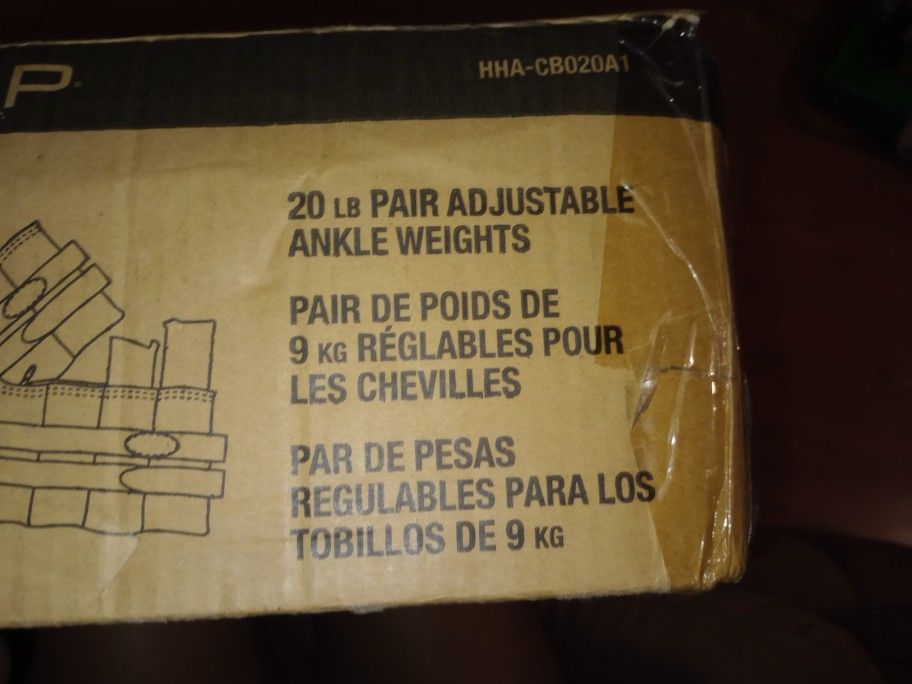 P
HHA-CB020A1
20 LB PAIR ADJUSTABLE
ANKLE WEIGHTS
PAIR DE POIDS DE
9 KG RÉGLABLES POUR
LES CHEVILLES
PAR DE PESAS
REGULABLES PARA LOS
TOBILLOS DE 9 KG